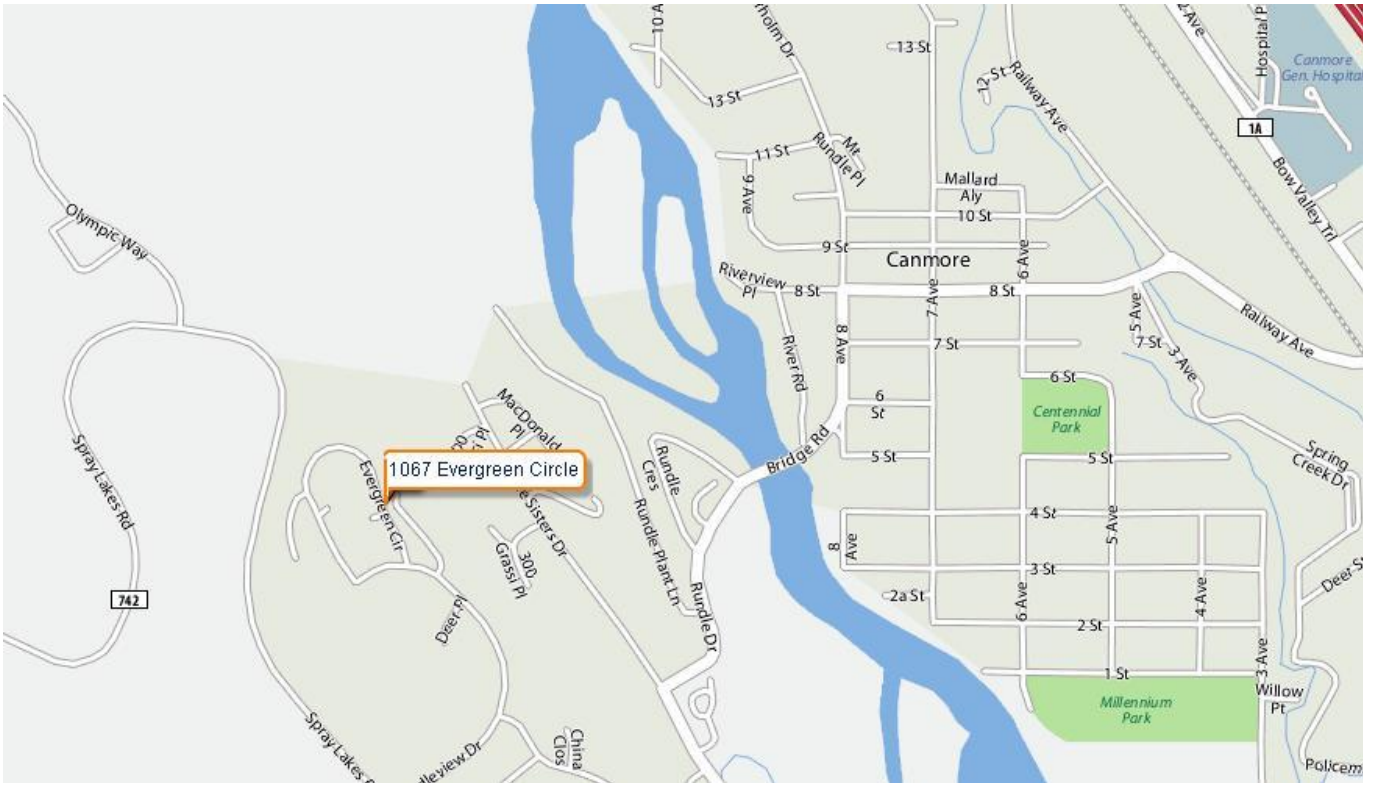 10 A
rholm Dr
13 St
2 Ave
Hospital P
Canmore
Gen. Hospita
12 St
Railway Ave
13 St
1A
Mt
Rundle Pl
11 St
9 Ave
Mallard
Aly
10 St
Bow Valley Trl
Olympic Way
9 St
Canmore
6 Ave
Riverview
Pl
8 St
8 St
7 Ave
5 Ave
Railway Ave
8 Ave
River Rd
7 St
7 St
3 Ave
6 St
6
St
Centennial
Park
MacDonald
Pl
Spray Lakes Rd
Rundle
Cres
Bridge Rd
5 St
5 St
Spring
Creek Dr
1067 Evergreen Circle
Evergreen Cir
e Sisters Dr
Rundle Plant Ln
4 St
5 Ave
8
Ave
300
Grassi Pl
3 St
742
Deer Pl
Rundle Dr
2a St
6 Ave
4 Ave
2 St
3 Ave
1 St
Willow
Pt
Millennium
Park
Spray Lakes
China
Clos
lleview Dr
Policem